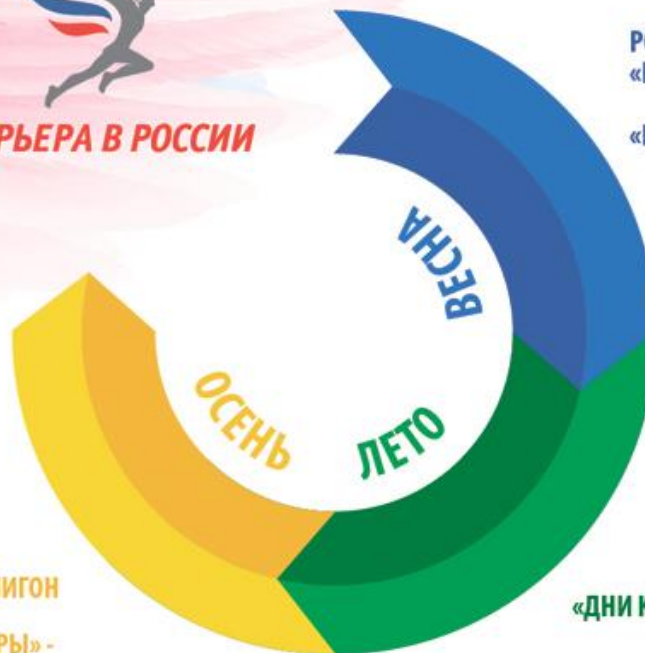 РЬЕРА В РОССИИ
ВЕСНА
ОСЕНЬ
ЛЕТО
ИГОН
«ДНИ К
РЫ» -